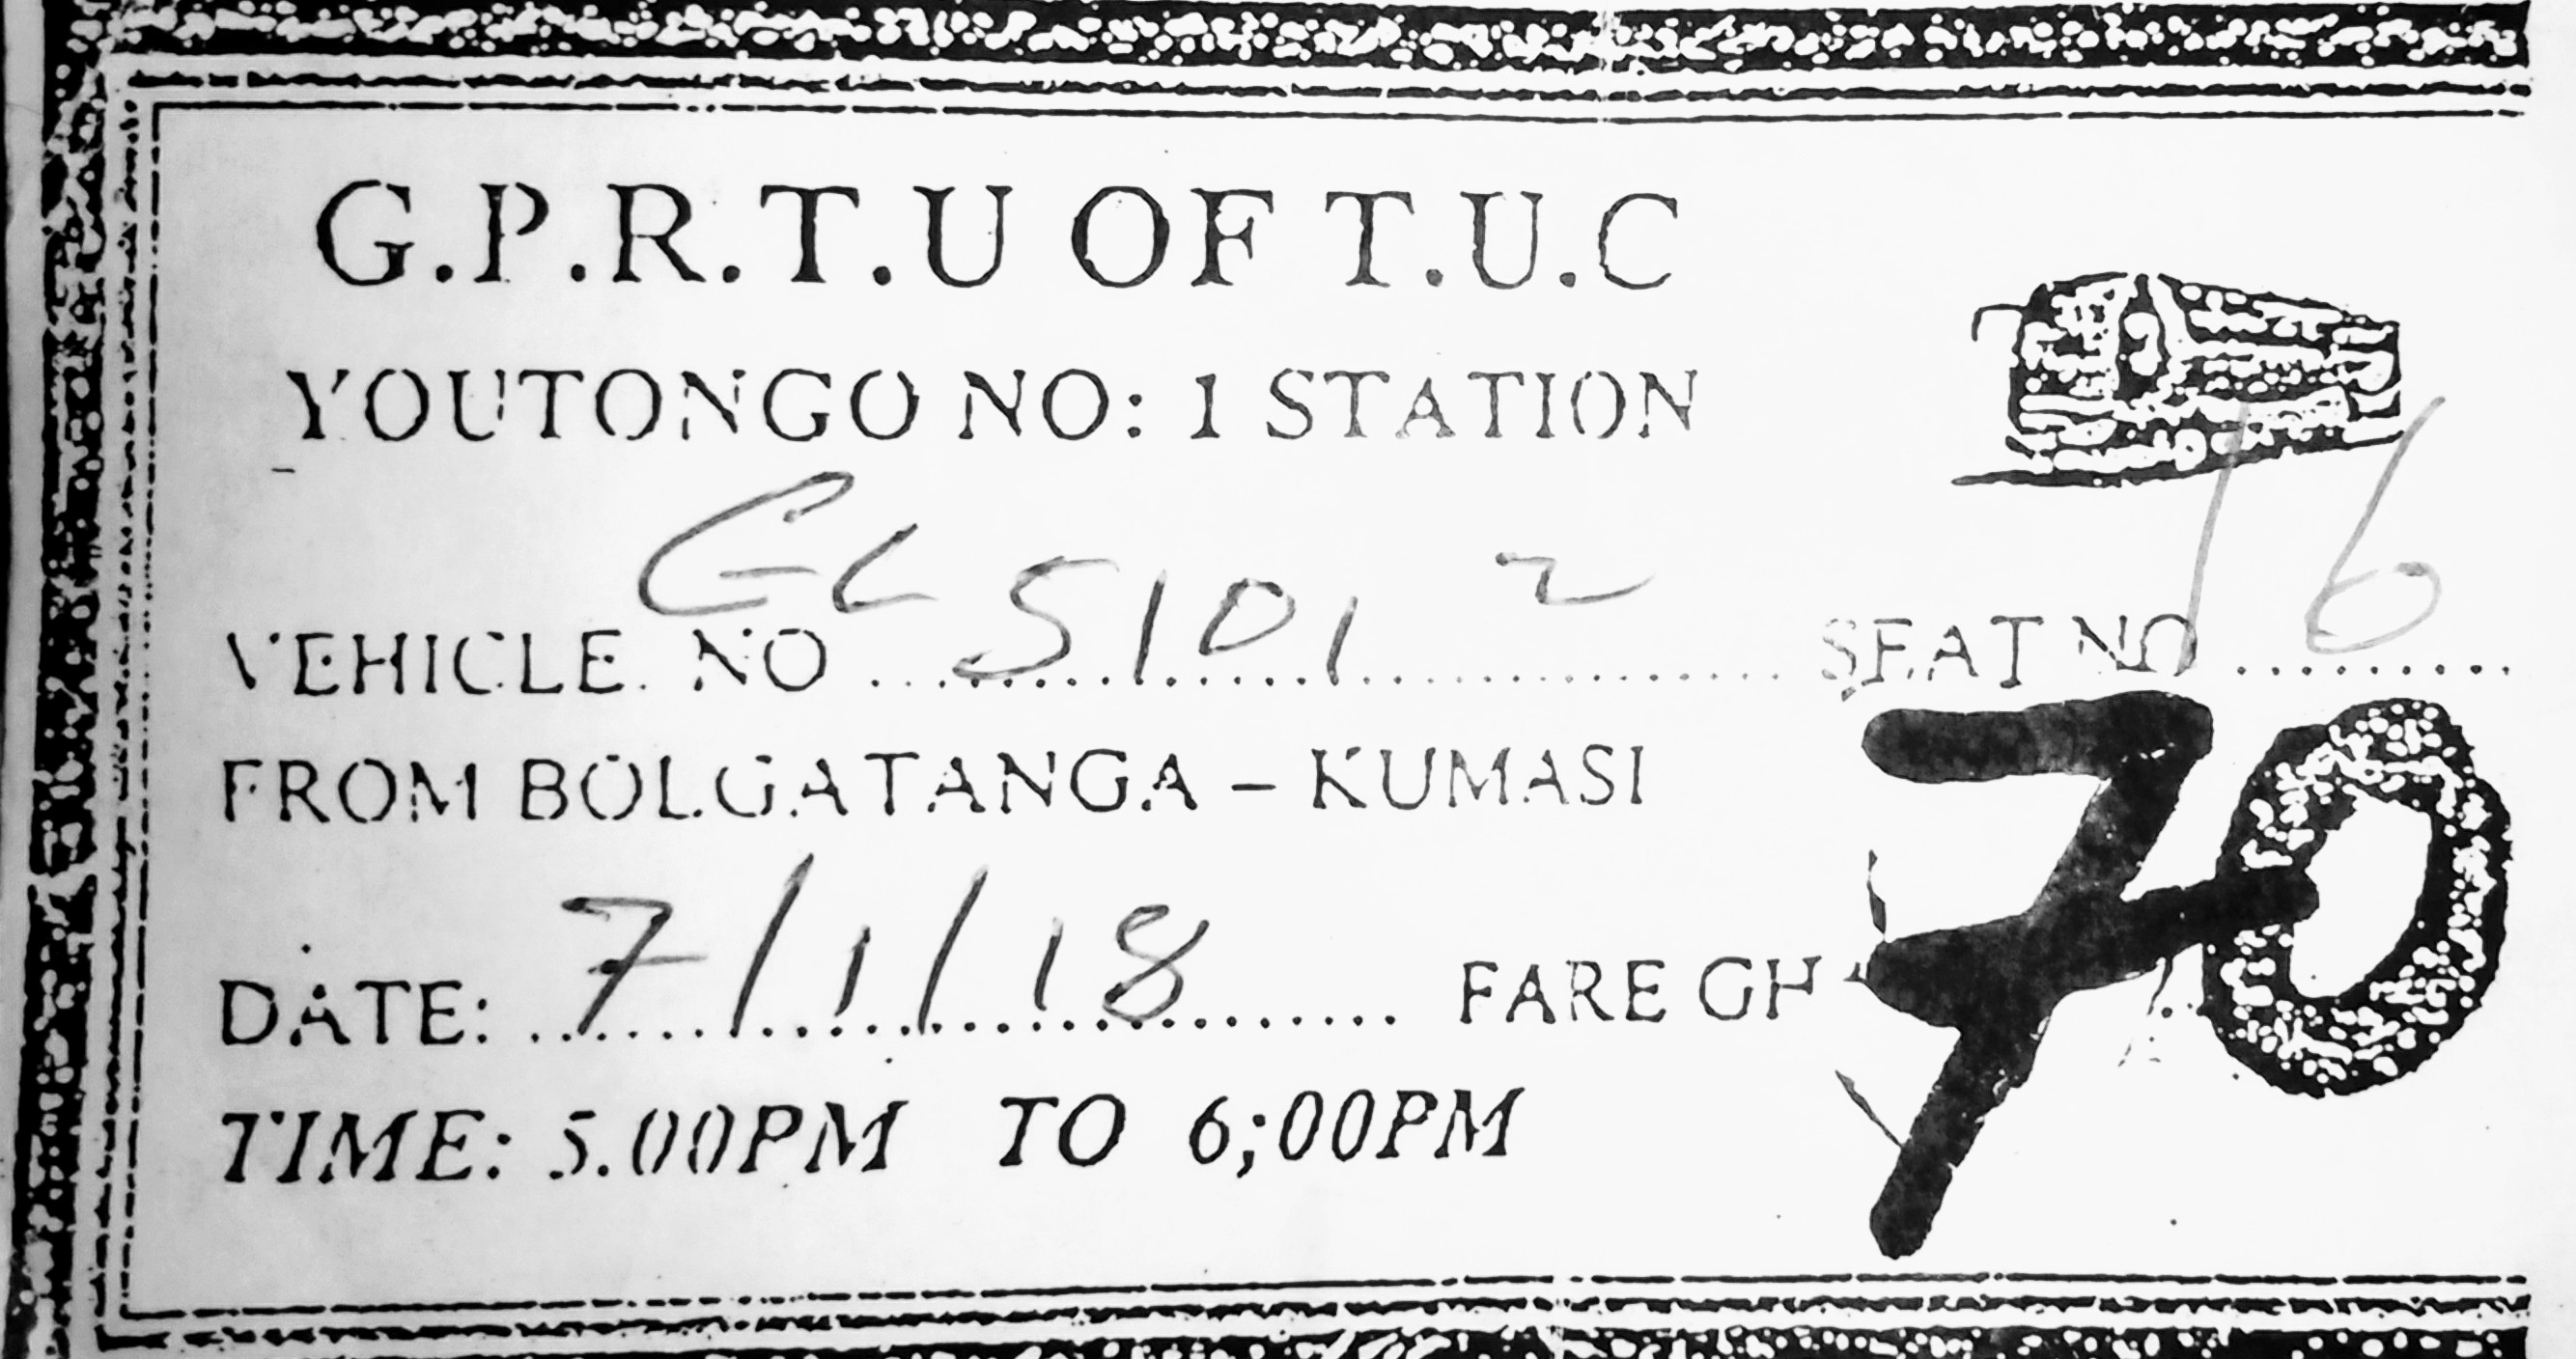 G.P.R.T.U OF T.U.C
YOUTONGO NO: 1 STATION
VEHICLE NO GC 5101 2 SEAT NO 16
FROM BOLGATANGA – KUMASI
DATE: 7/1/18 FARE GH 70
TIME: 5.00PM TO 6;00PM